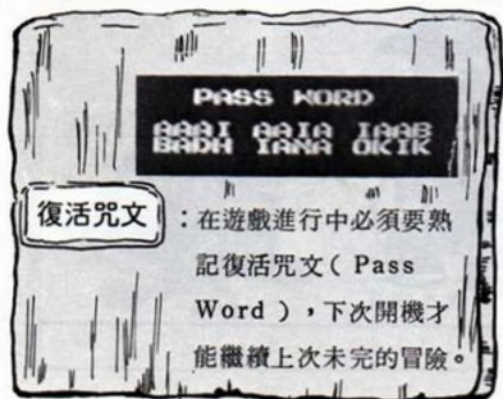 PASS WORD
AAAI AAIA IAAB
BADH IANA OKIK
復活咒文
：在遊戲進行中必須要熟
記復活咒文( Pass
Word )，下次開機才
能繼續上次未完的冒險。